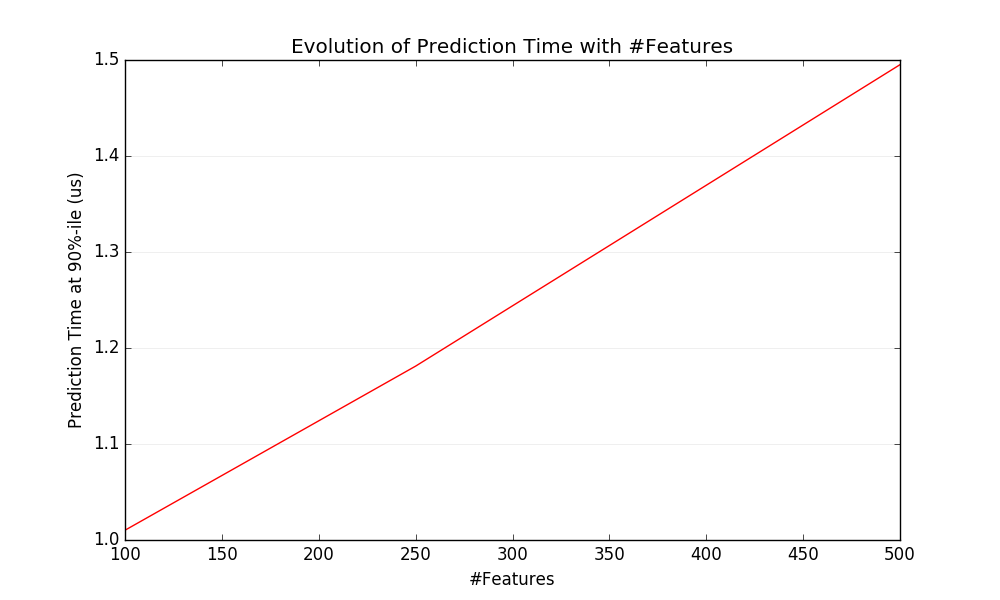 Evolution of Prediction Time with #Features
Prediction Time at 90%-ile (us)
1.5
1.4
1.3
1.2
1.1
1.0
100 150 200 250 300 350 400 450 500
#Features